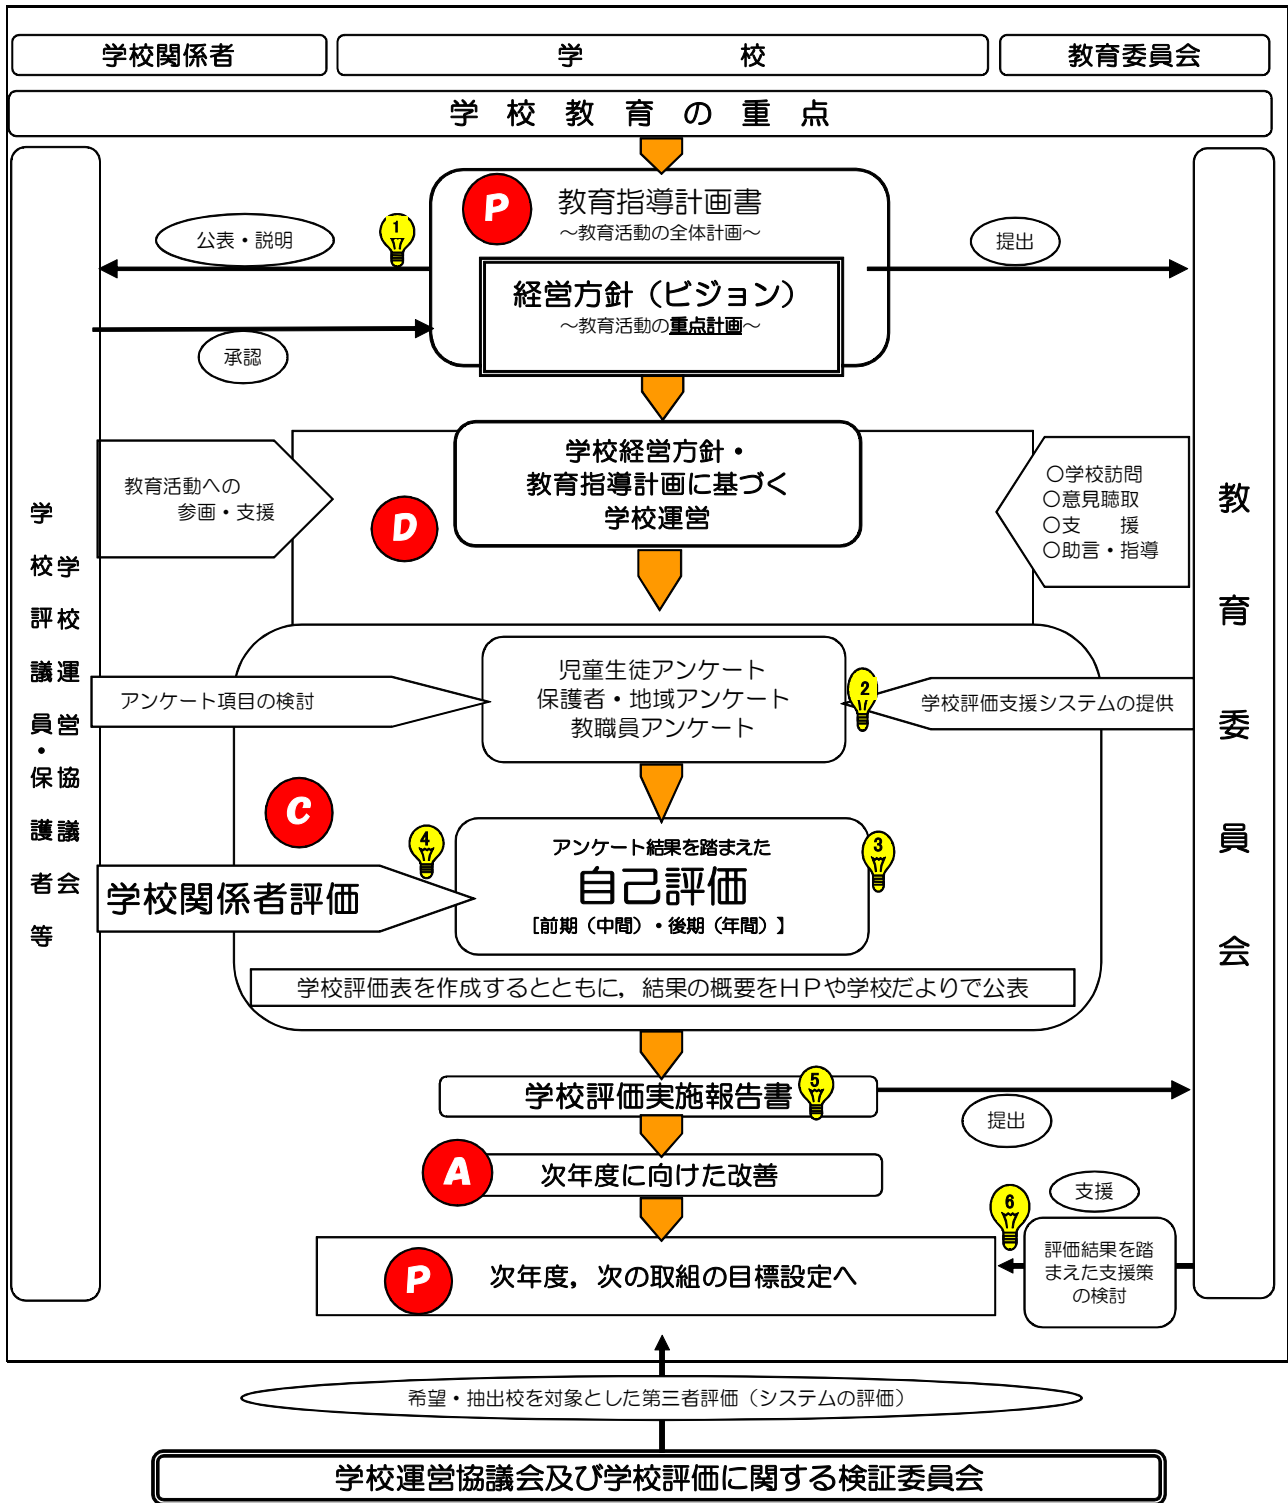 学校関係者
学　　　　校
教育委員会
学校教育の重点
P
教育指導計画書
～教育活動の全体計画～
経営方針（ビジョン）
～教育活動の重点計画～
公表・説明
1
承認
提出
学校経営方針・
教育指導計画に基づく
学校運営
D
教育活動への
参画・支援
○学校訪問
○意見聴取
○支　　援
○助言・指導
学校運営協議会
学校評議員・保護者等
教育委員会
児童生徒アンケート
保護者・地域アンケート
教職員アンケート
アンケート項目の検討
2
学校評価支援システムの提供
C
4
学校関係者評価
アンケート結果を踏まえた
自己評価
［前期（中間）・後期（年間）】
3
学校評価表を作成するとともに，結果の概要をＨＰや学校だよりで公表
学校評価実施報告書
5
提出
A
次年度に向けた改善
P
次年度，次の取組の目標設定へ
6
支援
評価結果を踏
まえた支援策
の検討
希望・抽出校を対象とした第三者評価（システムの評価）
学校運営協議会及び学校評価に関する検証委員会